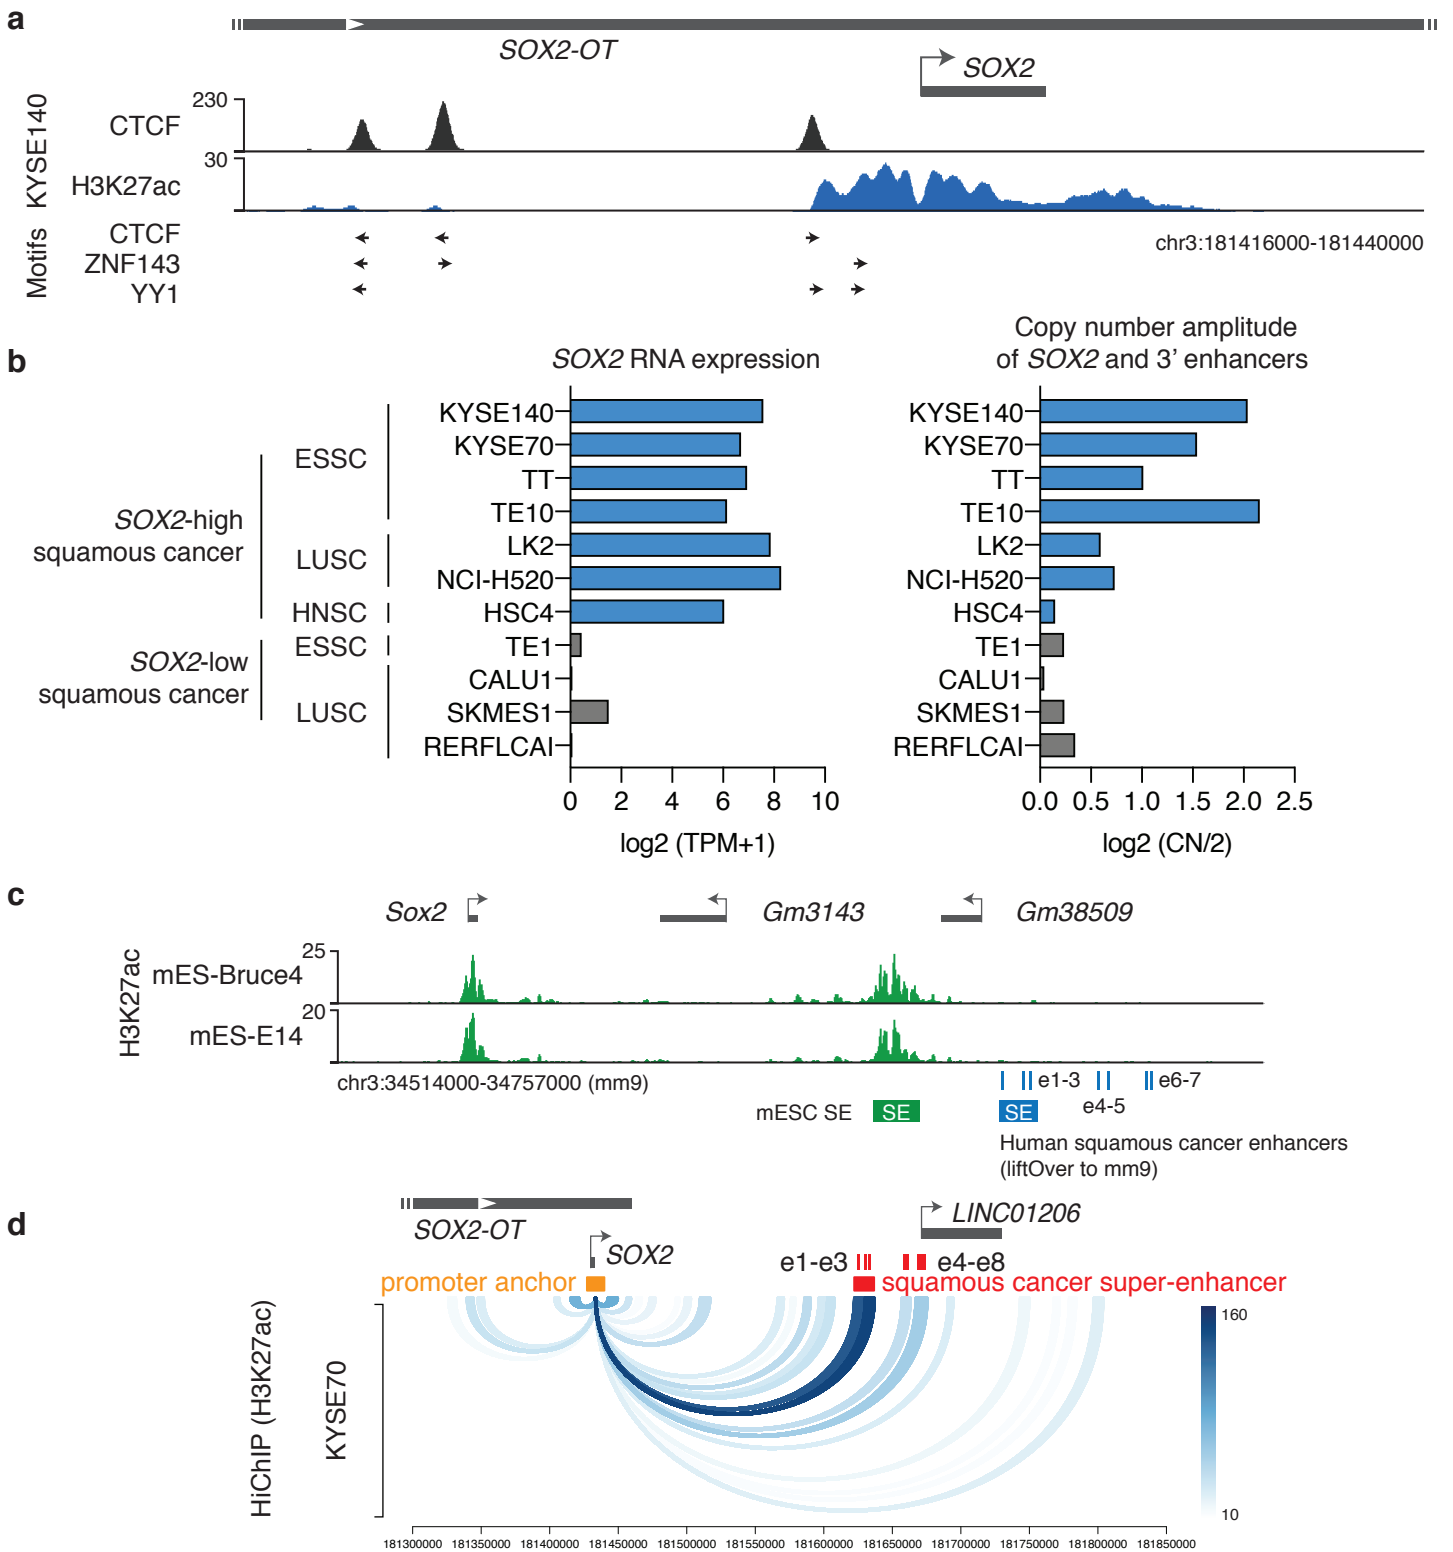 a
SOX2-OT
SOX2
KYSE140
230
CTCF
30
H3K27ac
Motifs
CTCF
chr3:181416000-181440000
ZNF143
YY1
b
SOX2 RNA expression
Copy number amplitude
of SOX2 and 3’ enhancers
SOX2-high
squamous cancer
SOX2-low
squamous cancer
ESSC
LUSC
HNSC
ESSC
LUSC
KYSE140
KYSE70
TT
TE10
LK2
NCI-H520
HSC4
TE1
CALU1
SKMES1
RERFLCAI
0 2 4 6 8 10
log2 (TPM+1)
KYSE140
KYSE70
TT
TE10
LK2
NCI-H520
HSC4
TE1
CALU1
SKMES1
RERFLCAI
0.0 0.5 1.0 1.5 2.0 2.5
log2 (CN/2)
c
Sox2
Gm3143
Gm38509
H3K27ac
25
mES-Bruce4
20
mES-E14
chr3:34514000-34757000 (mm9)
e1-3
e6-7
e4-5
mESC SE
SE
SE
Human squamous cancer enhancers
(liftOver to mm9)
d
SOX2-OT
SOX2
LINC01206
e1-e3
e4-e8
promoter anchor
squamous cancer super-enhancer
HiChIP (H3K27ac)
KYSE70
160
10
181300000 181350000 181400000 181450000 181500000 181550000 181600000 181650000 181700000 181750000 181800000 181850000